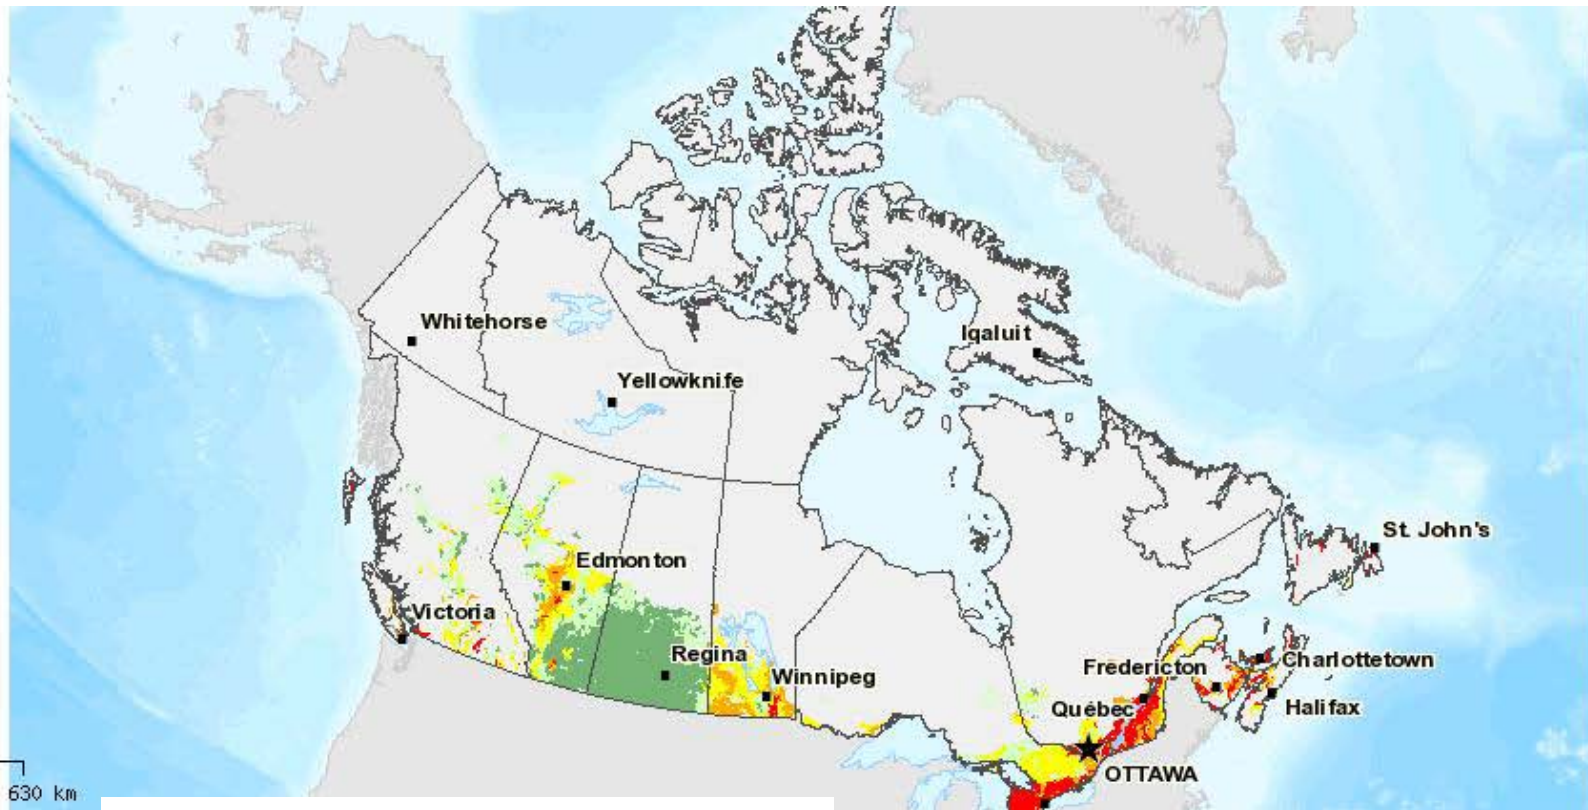 Whitehorse
Iqaluit
Yellowknife
St. John's
Edmonton
Victoria
Regina
Fredericton
Charlottetown
Winnipeg
Québec
Halifax
OTTAWA
630 km